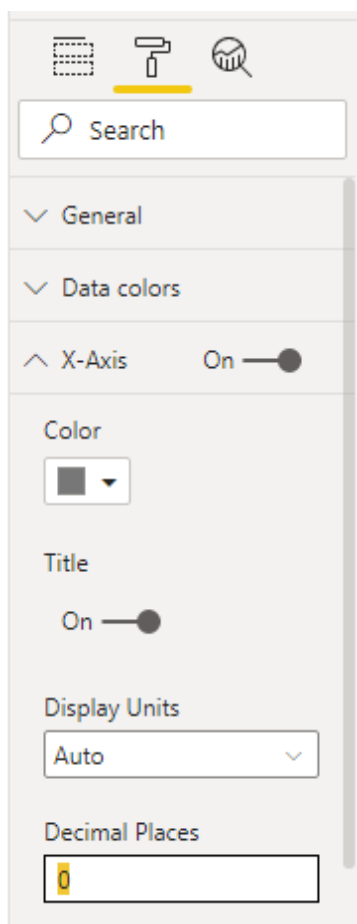 Search
General
Data colors
X-Axis On
Color
Title
On
Display Units
Auto
Decimal Places
0